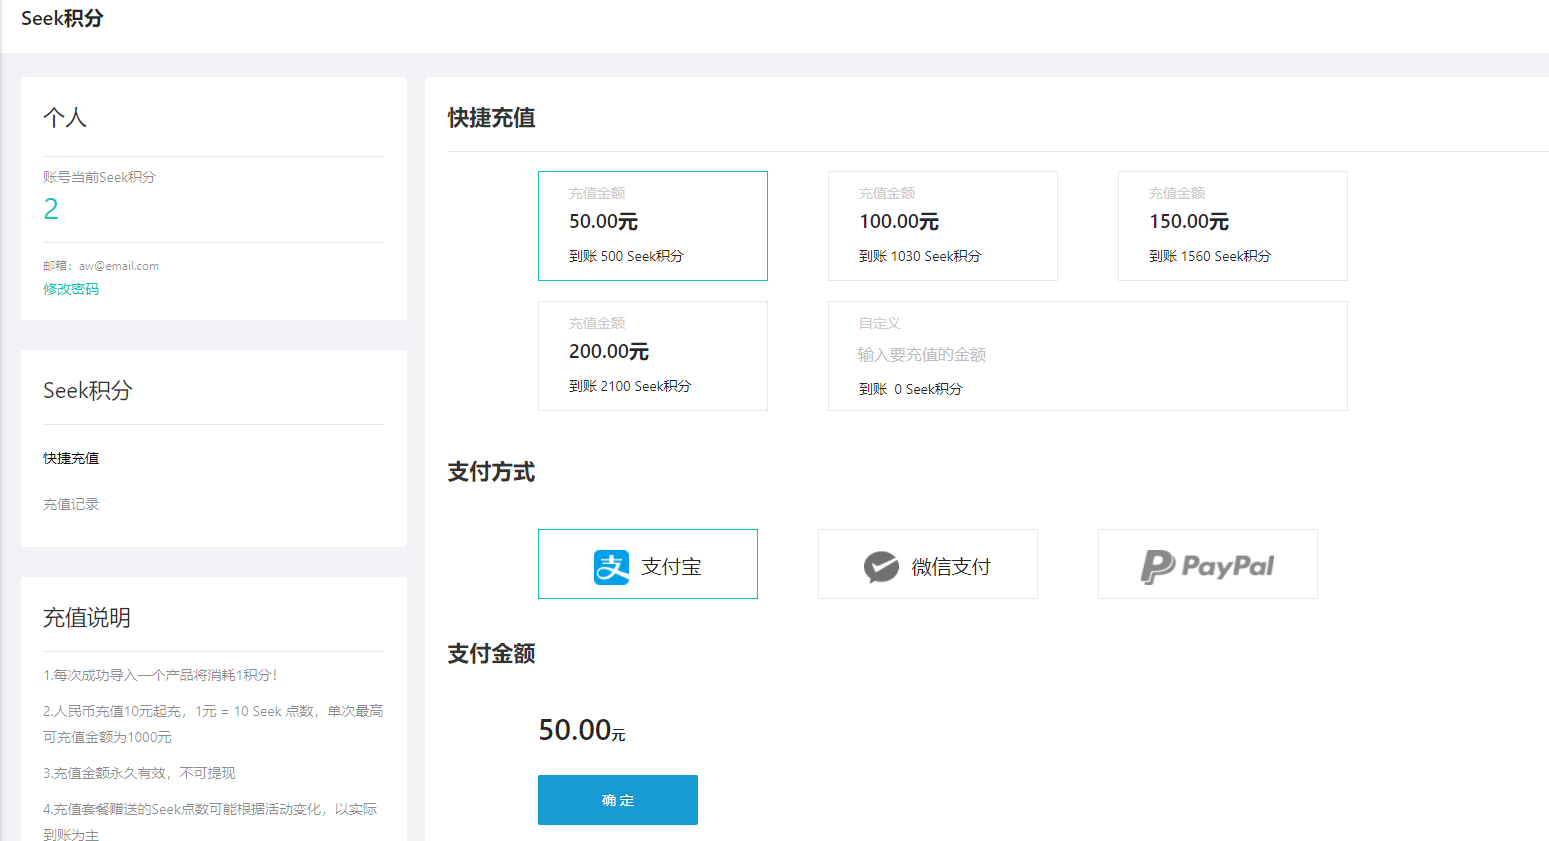 Seek积分
个人
账号当前Seek积分
2
邮箱：aw@email.com
修改密码
Seek积分
快捷充值
充值记录
充值说明
1.每次成功导入一个产品将消耗1积分！
2.人民币充值10元起充，1元 = 10 Seek 点数，单次最高
可充值金额为1000元
3.充值金额永久有效，不可提现
4.充值套餐赠送的Seek点数可能根据活动变化，以实际
到账为主
快捷充值
充值金额
50.00元
到账 500 Seek积分
充值金额
100.00元
到账 1030 Seek积分
充值金额
150.00元
到账 1560 Seek积分
充值金额
200.00元
到账 2100 Seek积分
自定义
输入要充值的金额
到账 0 Seek积分
支付方式
支付宝
微信支付
PayPal
支付金额
50.00元
确定